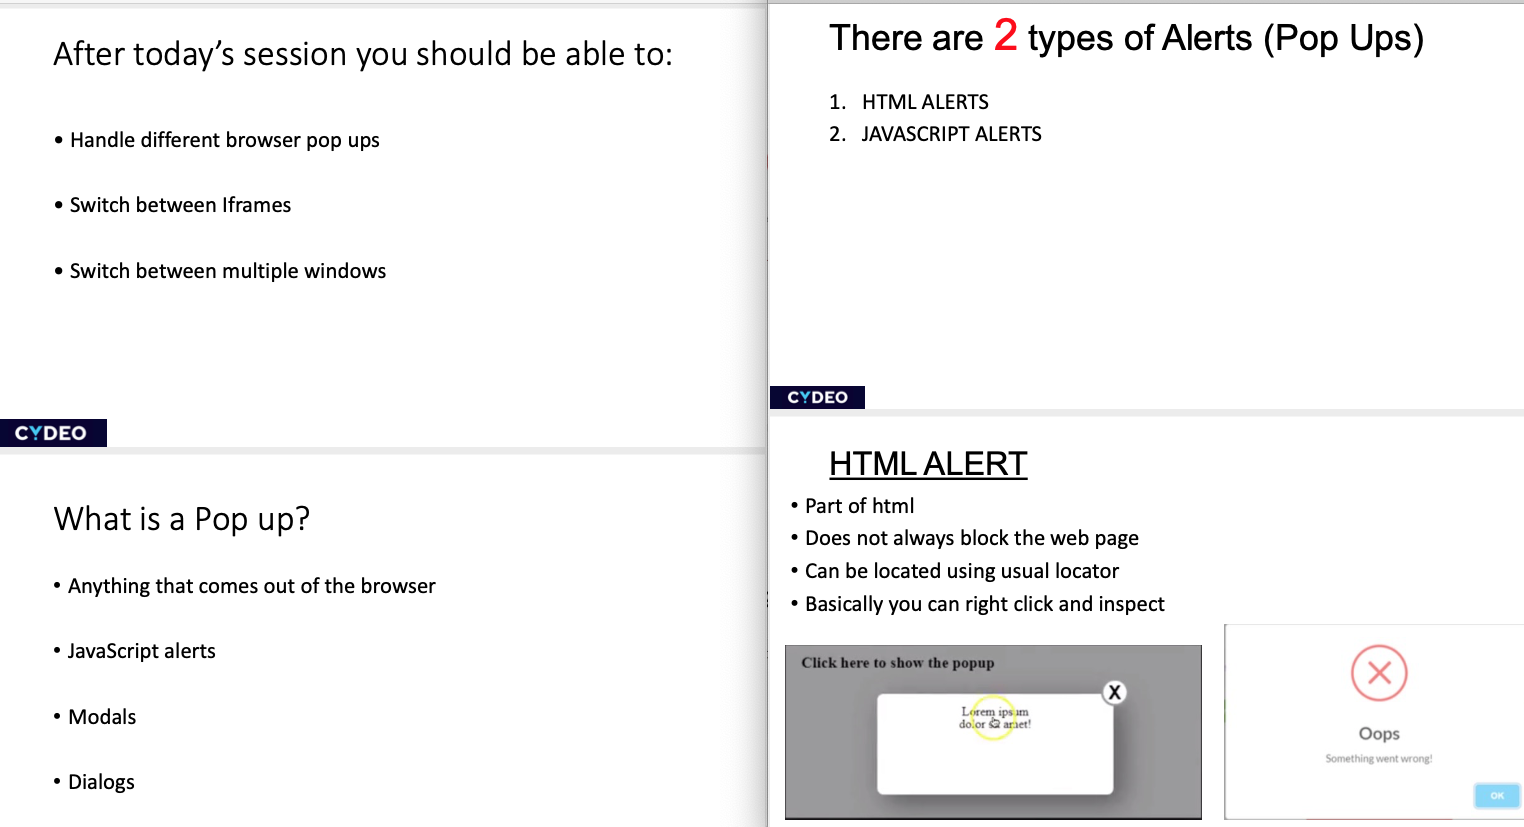 After today’s session you should be able to:
• Handle different browser pop ups
• Switch between Iframes
• Switch between multiple windows
CYDEO
What is a Pop up?
• Anything that comes out of the browser
• JavaScript alerts
• Modals
• Dialogs
There are 2 types of Alerts (Pop Ups)
1. HTML ALERTS
2. JAVASCRIPT ALERTS
CYDEO
HTML ALERT
• Part of html
• Does not always block the web page
• Can be located using usual locator
• Basically you can right click and inspect
Click here to show the popup
X
Lorem ipsum
dolor sit amet!
Oops
Something went wrong!
OK